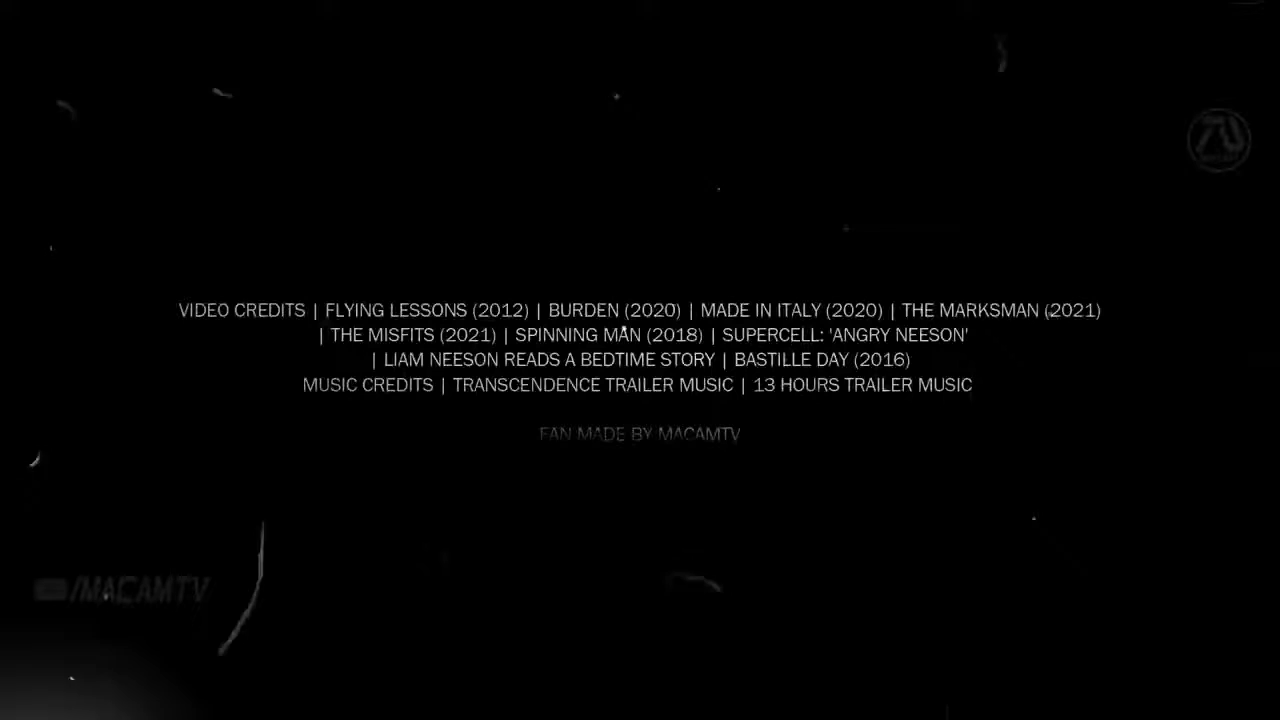 VIDEO CREDITS | FLYING LESSONS (2012) | BURDEN (2020) | MADE IN ITALY (2020) | THE MARKSMAN (2021)
| THE MISFITS (2021) | SPINNING MAN (2018) | SUPERCELL: 'ANGRY NEESON'
| LIAM NEESON READS A BEDTIME STORY | BASTILLE DAY (2016)
MUSIC CREDITS | TRANSCENDENCE TRAILER MUSIC | 13 HOURS TRAILER MUSIC
FAN MADE BY MACAMTV
/MACAMTV